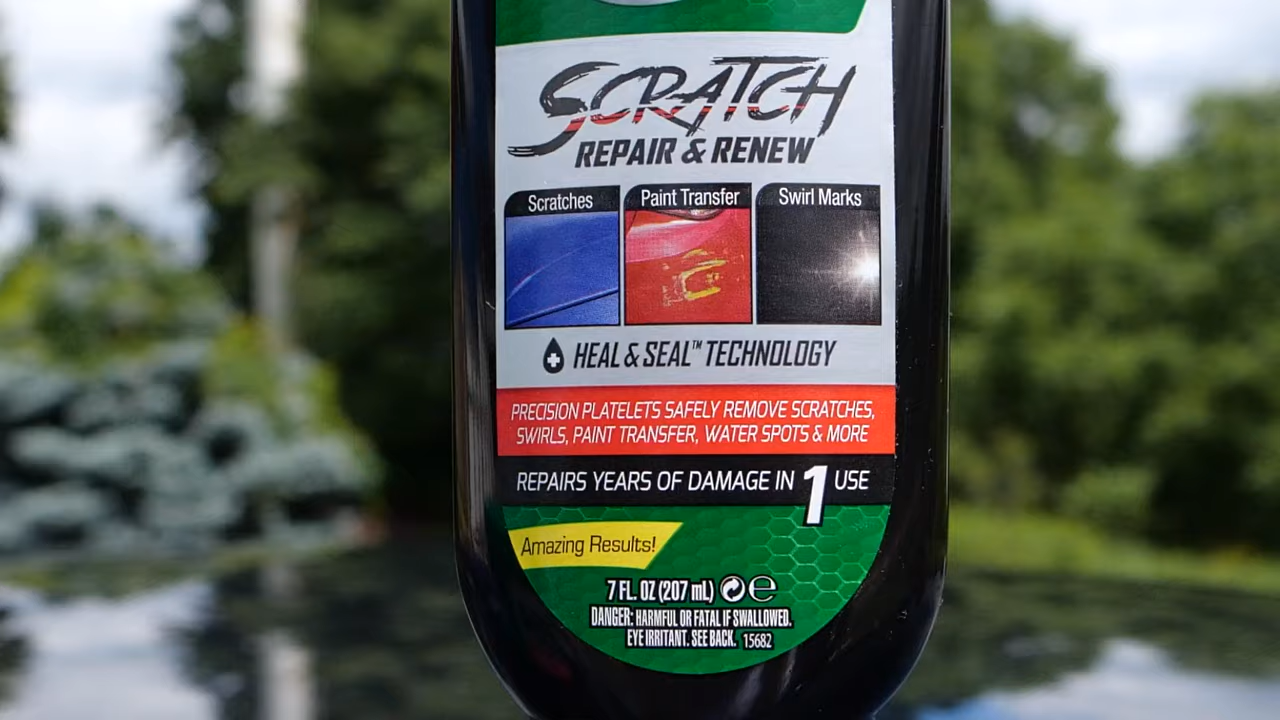 SCRATCH
REPAIR & RENEW
Scratches Paint Transfer Swirl Marks
HEAL & SEAL™ TECHNOLOGY
PRECISION PLATELETS SAFELY REMOVE SCRATCHES,
SWIRLS, PAINT TRANSFER, WATER SPOTS & MORE
REPAIRS YEARS OF DAMAGE IN 1 USE
Amazing Results!
7 FL. OZ (207 mL) ℮
DANGER: HARMFUL OR FATAL IF SWALLOWED.
EYE IRRITANT. SEE BACK. 15682